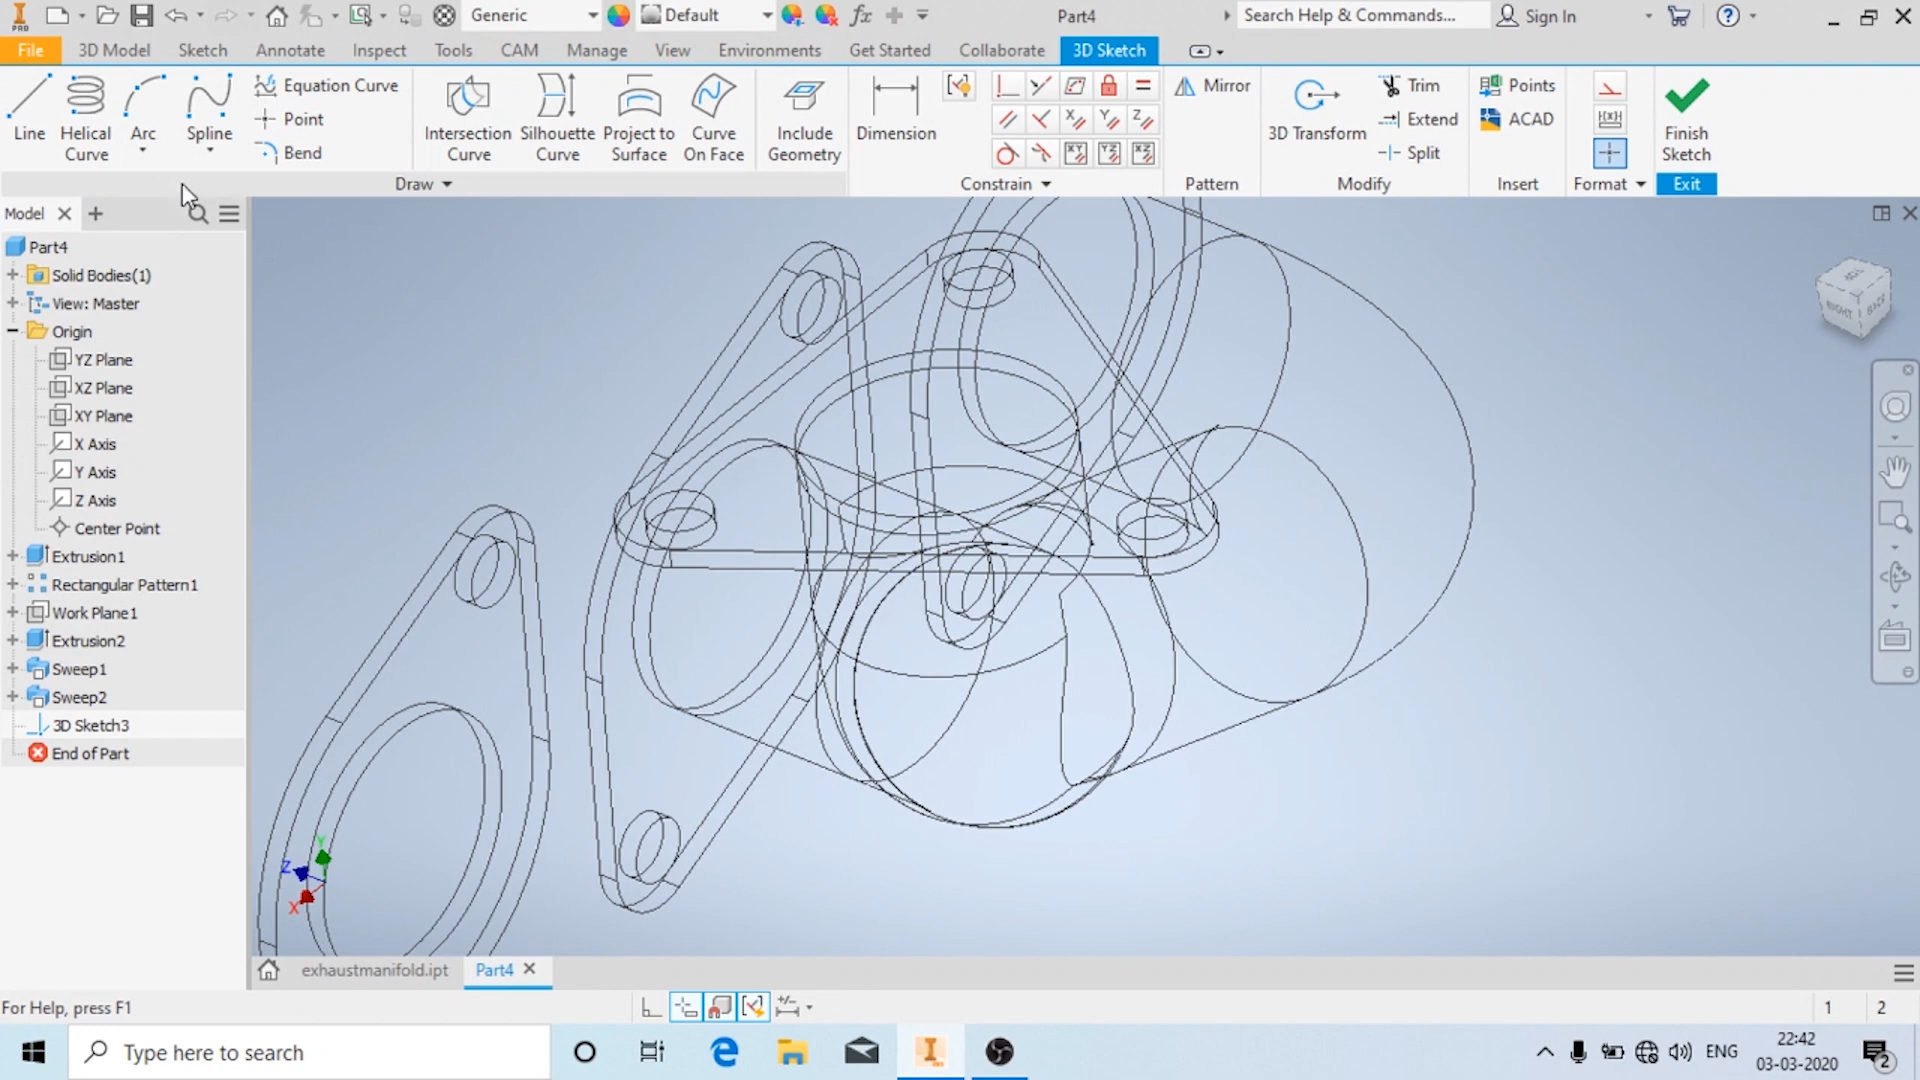 PRO
Generic
Default
fx
Part4
Search Help & Commands...
Sign In
File
3D Model
Sketch
Annotate
Inspect
Tools
CAM
Manage
View
Environments
Get Started
Collaborate
3D Sketch
Line
Helical
Curve
Arc
Spline
Equation Curve
Point
Bend
Intersection
Curve
Silhouette
Curve
Project to
Surface
Curve
On Face
Include
Geometry
Dimension
Mirror
3D Transform
Trim
Extend
Split
Points
ACAD
Finish
Sketch
Draw
Constrain
Pattern
Modify
Insert
Format
Exit
Model
Part4
Solid Bodies(1)
View: Master
Origin
YZ Plane
XZ Plane
XY Plane
X Axis
Y Axis
Z Axis
Center Point
Extrusion1
Rectangular Pattern1
Work Plane1
Extrusion2
Sweep1
Sweep2
3D Sketch3
End of Part
RIGHT
BACK
Y
Z
X
exhaustmanifold.ipt
Part4
For Help, press F1
1
2
Type here to search
ENG
22:42
03-03-2020
2